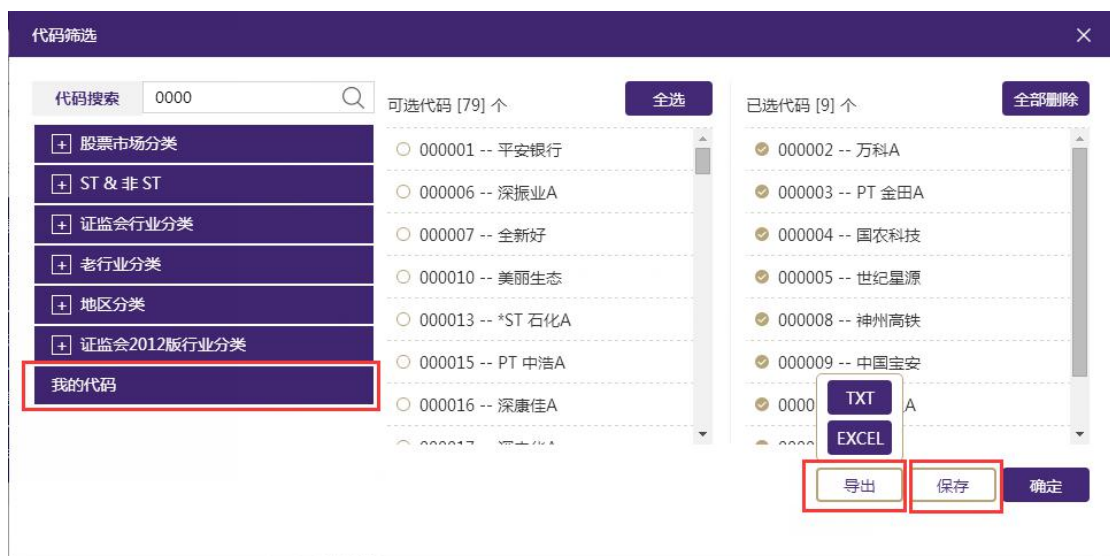 代码筛选
代码搜索 0000
股票市场分类
ST & 非 ST
证监会行业分类
老行业分类
地区分类
证监会2012版行业分类
我的代码
可选代码 [79] 个 全选
000001 -- 平安银行
000006 -- 深振业A
000007 -- 全新好
000010 -- 美丽生态
000013 -- *ST 石化A
000015 -- PT 中浩A
000016 -- 深康佳A
已选代码 [9] 个 全部删除
000002 -- 万科A
000003 -- PT 金田A
000004 -- 国农科技
000005 -- 世纪星源
000008 -- 神州高铁
000009 -- 中国宝安
0000 A
TXT
EXCEL
导出 保存 确定